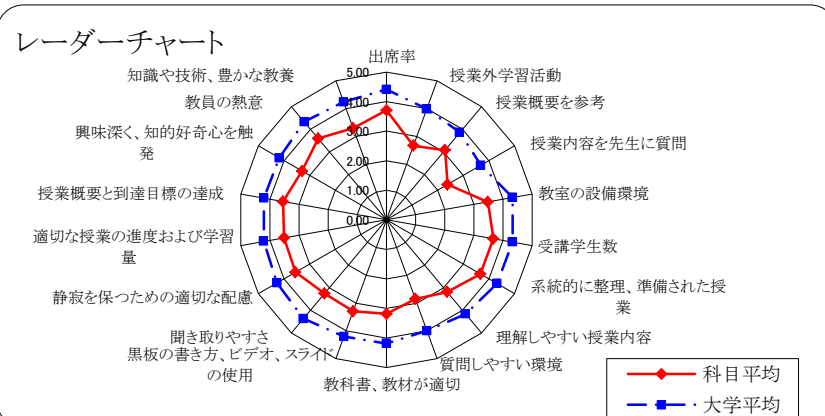 レーダーチャート
出席率
授業外学習活動
授業概要を参考
授業内容を先生に質問
教室の設備環境
受講学生数
系統的に整理、準備された授
業
理解しやすい授業内容
質問しやすい環境
教科書、教材が適切
黒板の書き方、ビデオ、スライド
の使用
聞き取りやすさ
静寂を保つための適切な配慮
適切な授業の進度および学習
量
授業概要と到達目標の達成
興味深く、知的好奇心を触
発
教員の熱意
知識や技術、豊かな教養
5.00
4.00
3.00
2.00
1.00
0.00
科目平均
大学平均